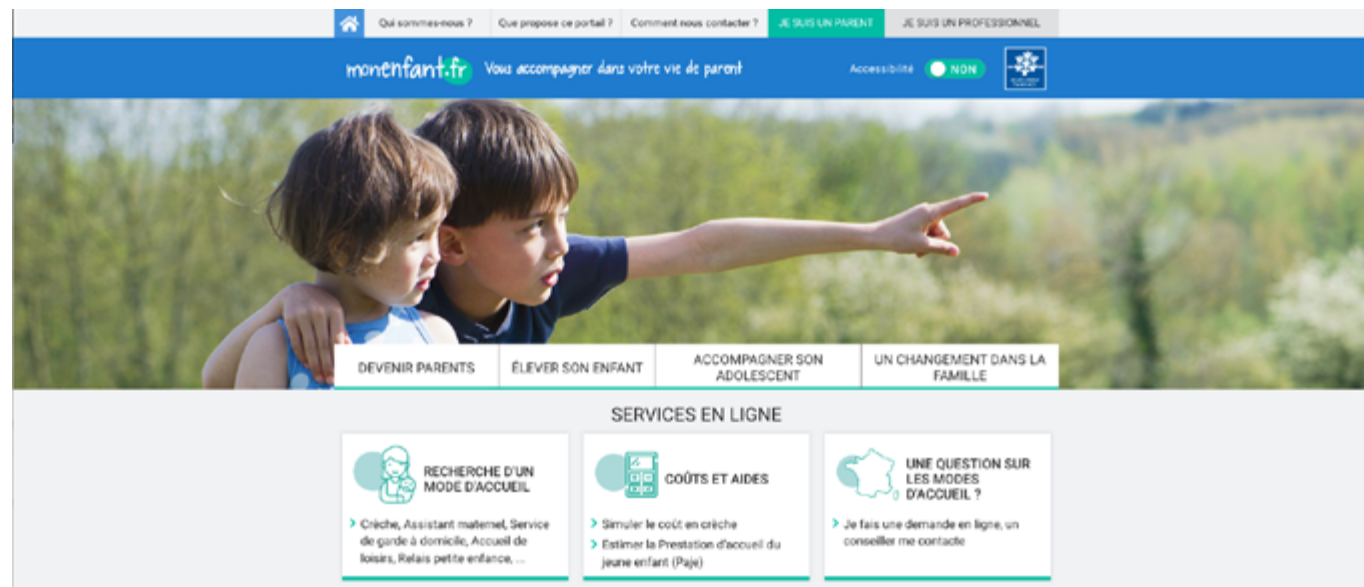 Qui sommes-nous ? Que propose ce portail ? Comment nous contacter ? JE SUIS UN PARENT JE SUIS UN PROFESSIONNEL
monenfant.fr Vous accompagner dans votre vie de parent Accessibilité NON
DEVENIR PARENTS
ÉLEVER SON ENFANT
ACCOMPAGNER SON
ADOLESCENT
UN CHANGEMENT DANS LA
FAMILLE
SERVICES EN LIGNE
RECHERCHE D'UN
MODE D'ACCUEIL
Crèche, Assistant maternel, Service
de garde à domicile, Accueil de
loisirs, Relais petite enfance, ...
COÛTS ET AIDES
Simuler le coût en crèche
Estimer la Prestation d'accueil du
jeune enfant (Paje)
UNE QUESTION SUR
LES MODES
D'ACCUEIL ?
Je fais une demande en ligne, un
conseiller me contacte